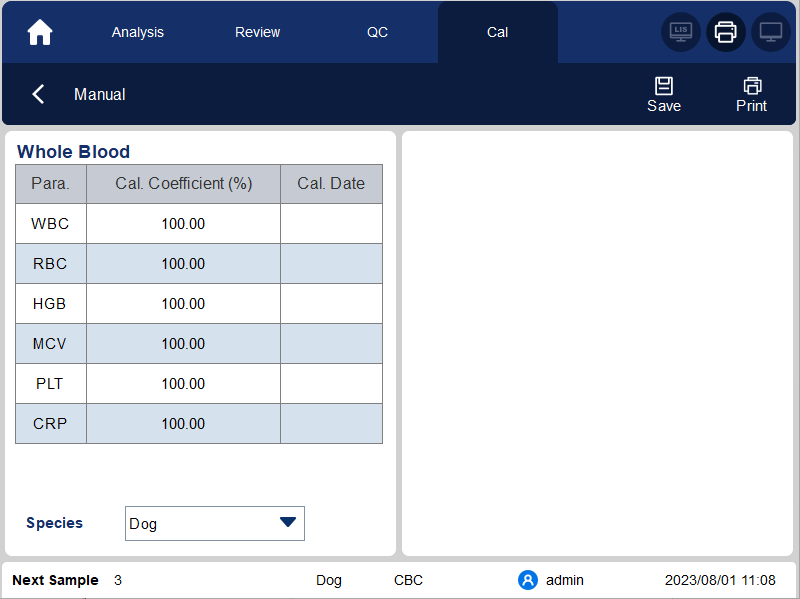 Analysis Review QC Cal LIS
Manual Save Print
Whole Blood
Para. Cal. Coefficient (%) Cal. Date
WBC 100.00
RBC 100.00
HGB 100.00
MCV 100.00
PLT 100.00
CRP 100.00
Species Dog
Next Sample 3 Dog CBC admin 2023/08/01 11:08